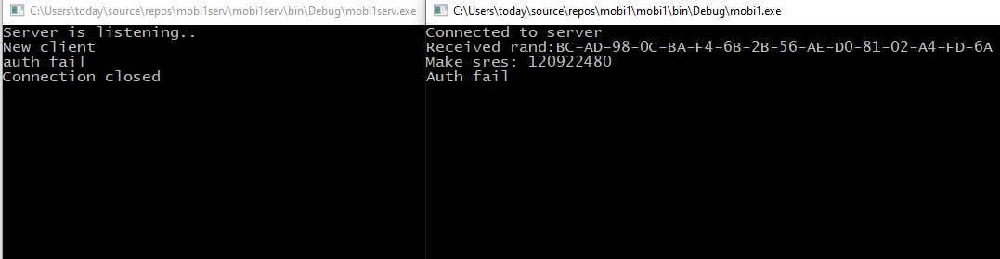 C:\Users\today\source\repos\mobi1serv\mobi1serv\bin\Debug\mobi1serv.exe
Server is listening..
New client
auth fail
Connection closed
C:\Users\today\source\repos\mobi1\mobi1\bin\Debug\mobi1.exe
Connected to server
Received rand:BC-AD-98-0C-BA-F4-6B-2B-56-AE-D0-81-02-A4-FD-6A
Make sres: 120922480
Auth fail